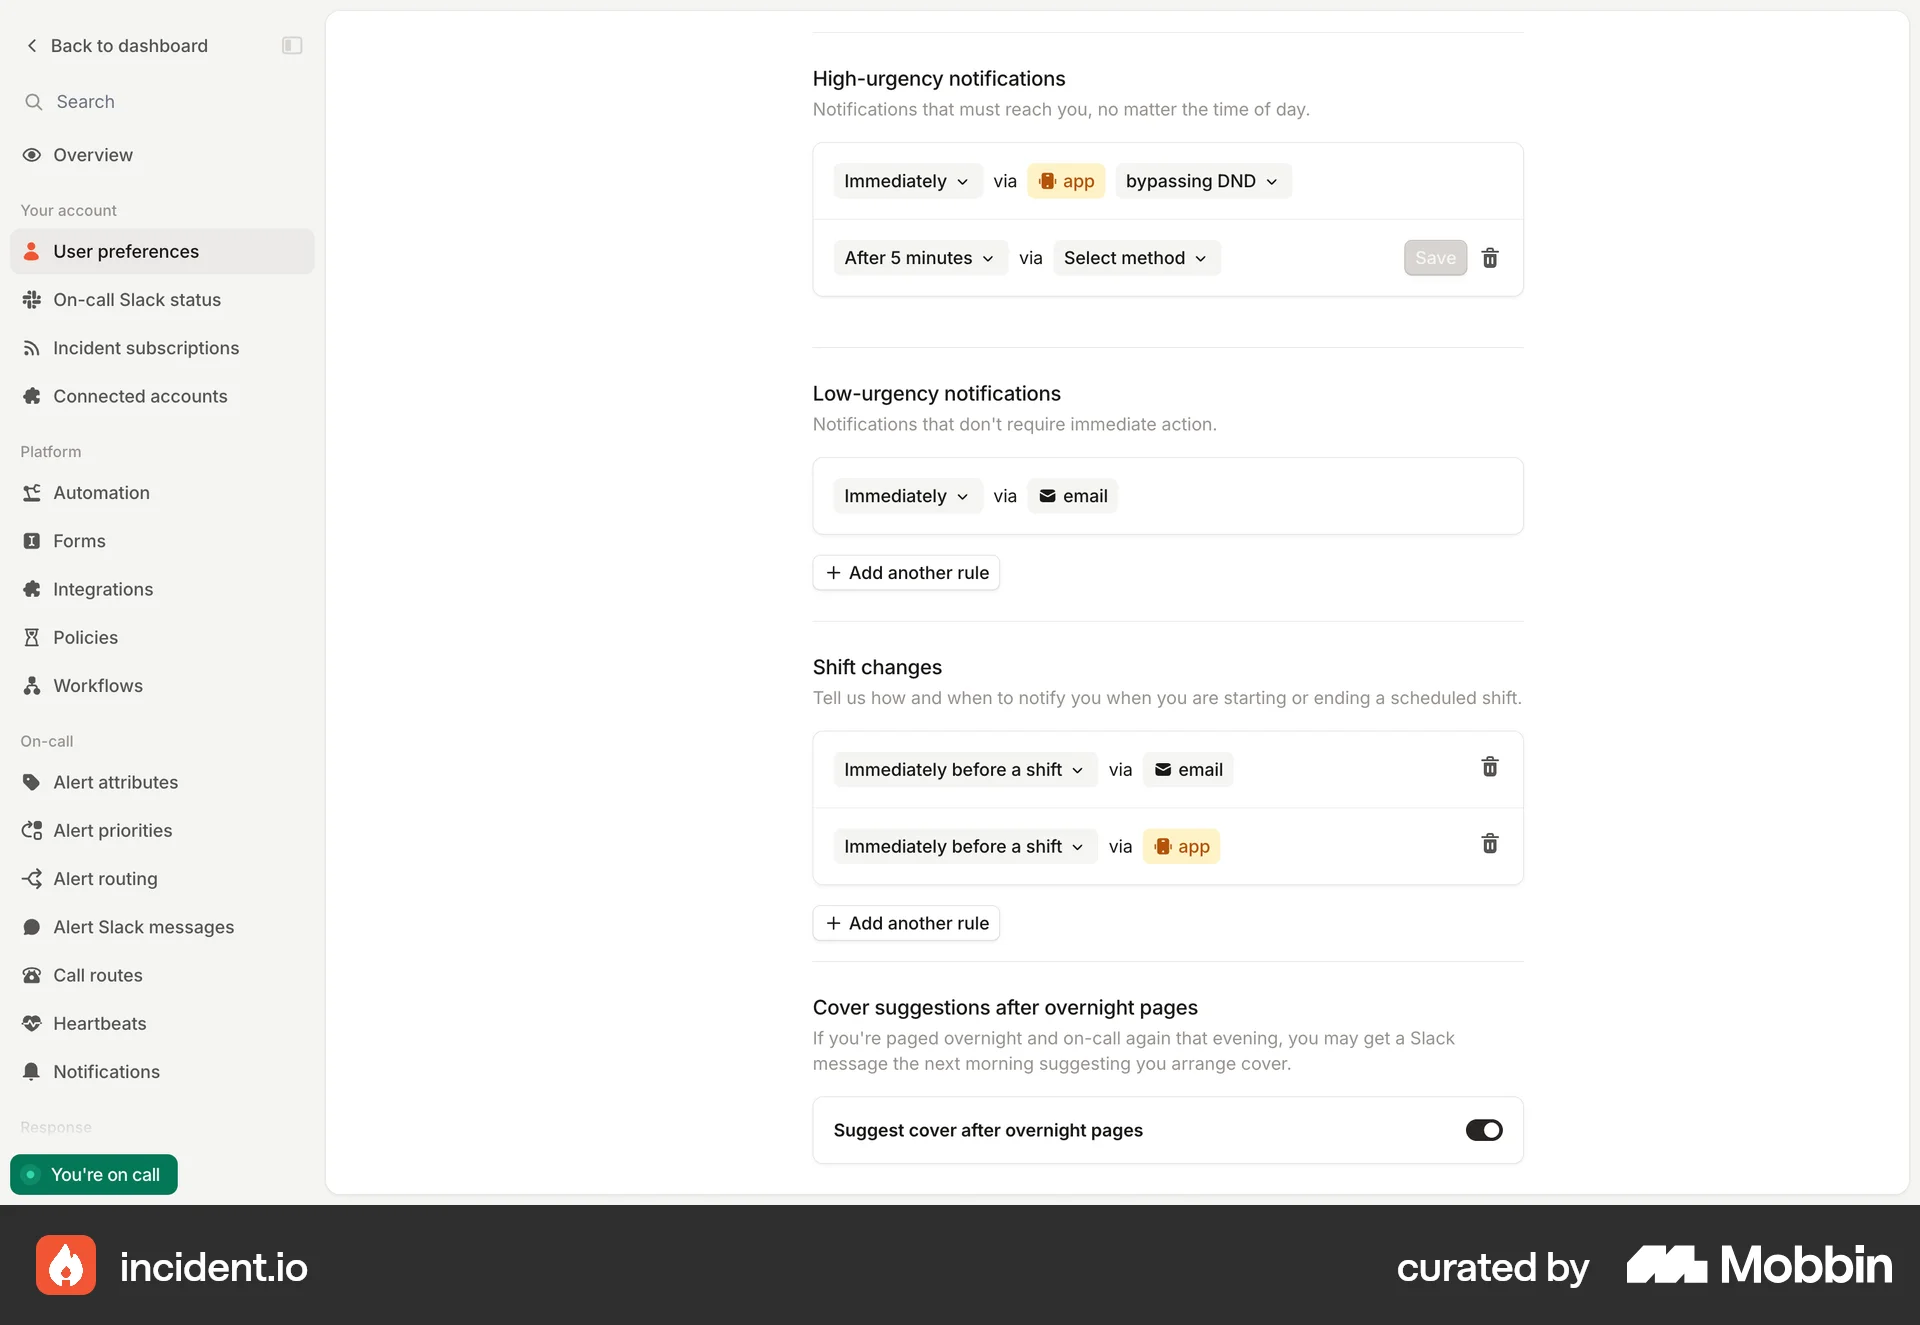 Back to dashboard
Search
Overview
Your account
User preferences
On-call Slack status
Incident subscriptions
Connected accounts
Platform
Automation
Forms
Integrations
Policies
Workflows
On-call
Alert attributes
Alert priorities
Alert routing
Alert Slack messages
Call routes
Heartbeats
Notifications
Response
You're on call
High-urgency notifications
Notifications that must reach you, no matter the time of day.
Immediately via app bypassing DND
After 5 minutes via Select method Save
Low-urgency notifications
Notifications that don't require immediate action.
Immediately via email
Add another rule
Shift changes
Tell us how and when to notify you when you are starting or ending a scheduled shift.
Immediately before a shift via email
Immediately before a shift via app
Add another rule
Cover suggestions after overnight pages
If you're paged overnight and on-call again that evening, you may get a Slack
message the next morning suggesting you arrange cover.
Suggest cover after overnight pages
incident.io
curated by Mobbin